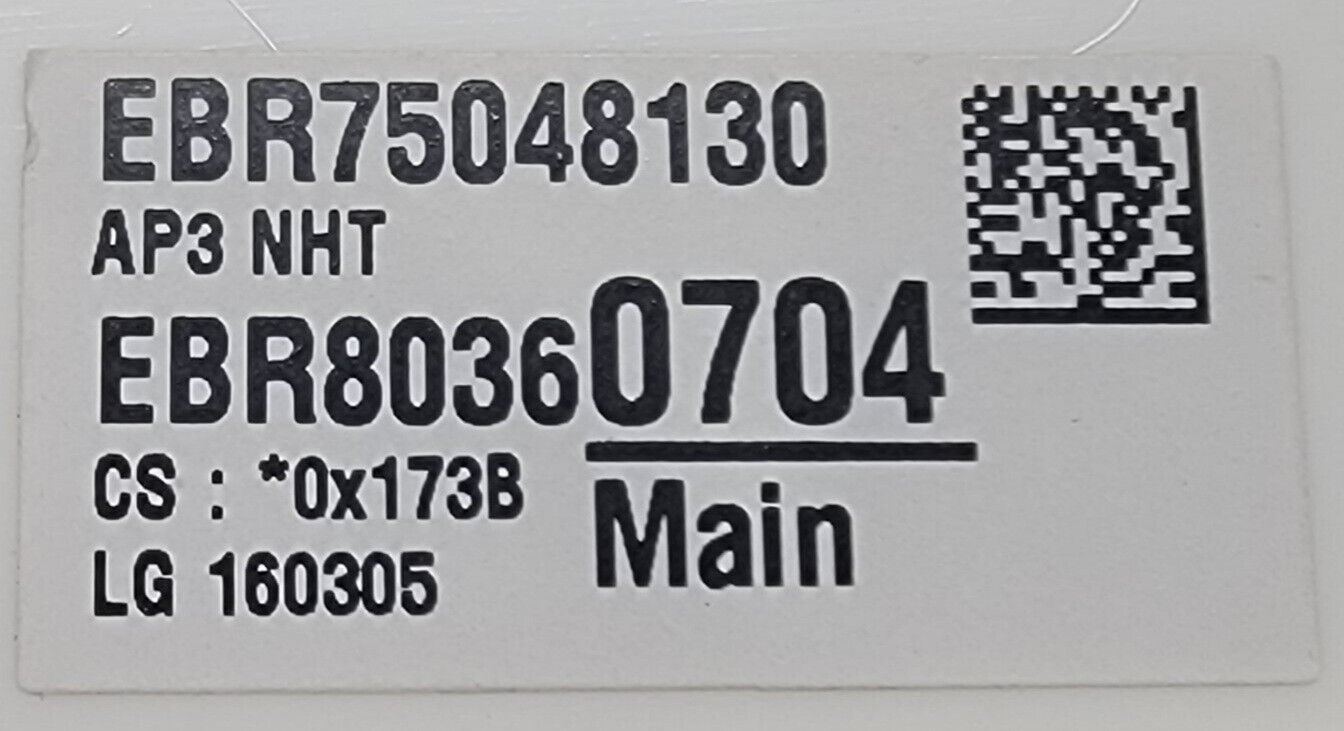 EBR75048130
AP3 NHT
EBR80360704
CS : *0x173B
Main
LG 160305